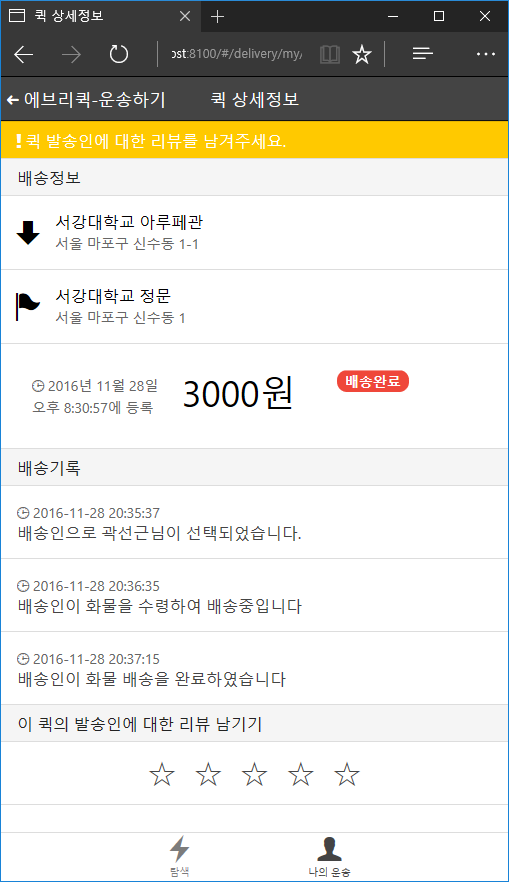 퀵 상세정보
ost:8100/#/delivery/my/
에브리퀵-운송하기 퀵 상세정보
퀵 발송인에 대한 리뷰를 남겨주세요.
배송정보
서강대학교 아루페관
서울 마포구 신수동 1-1
서강대학교 정문
서울 마포구 신수동 1
2016년 11월 28일
오후 8:30:57에 등록
3000원
배송완료
배송기록
2016-11-28 20:35:37
배송인으로 곽선근님이 선택되었습니다.
2016-11-28 20:36:35
배송인이 화물을 수령하여 배송중입니다
2016-11-28 20:37:15
배송인이 화물 배송을 완료하였습니다
이 퀵의 발송인에 대한 리뷰 남기기
탐색 나의 운송